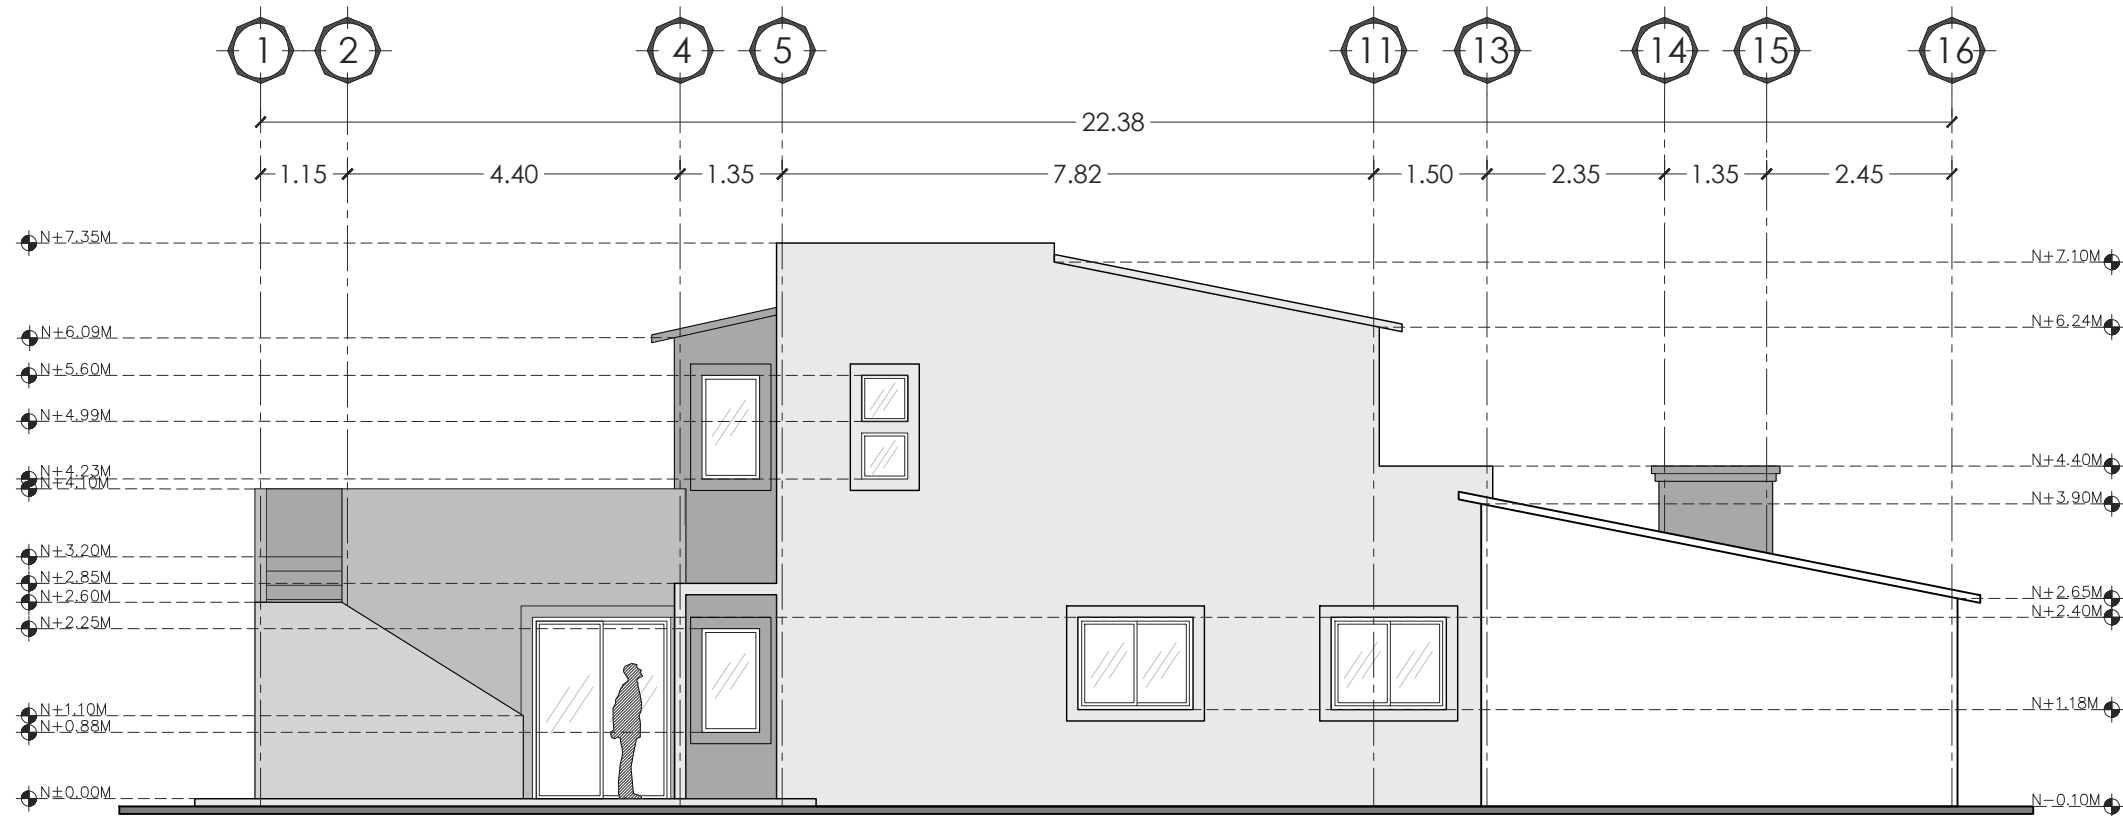 1 2 4 5 11 13 14 15 16
22.38
1.15 4.40 1.35 7.82 1.50 2.35 1.35 2.45
N+7.35M
N+7.10M
N+6.24M
N+6.09M
N+5.60M
N+4.99M
N+4.40M
N+4.23M
N+4.10M
N+3.90M
N+3.20M
N+2.85M
N+2.65M
N+2.60M
N+2.40M
N+2.25M
N+1.18M
N+1.10M
N+0.88M
N±0.00M
N-0.10M